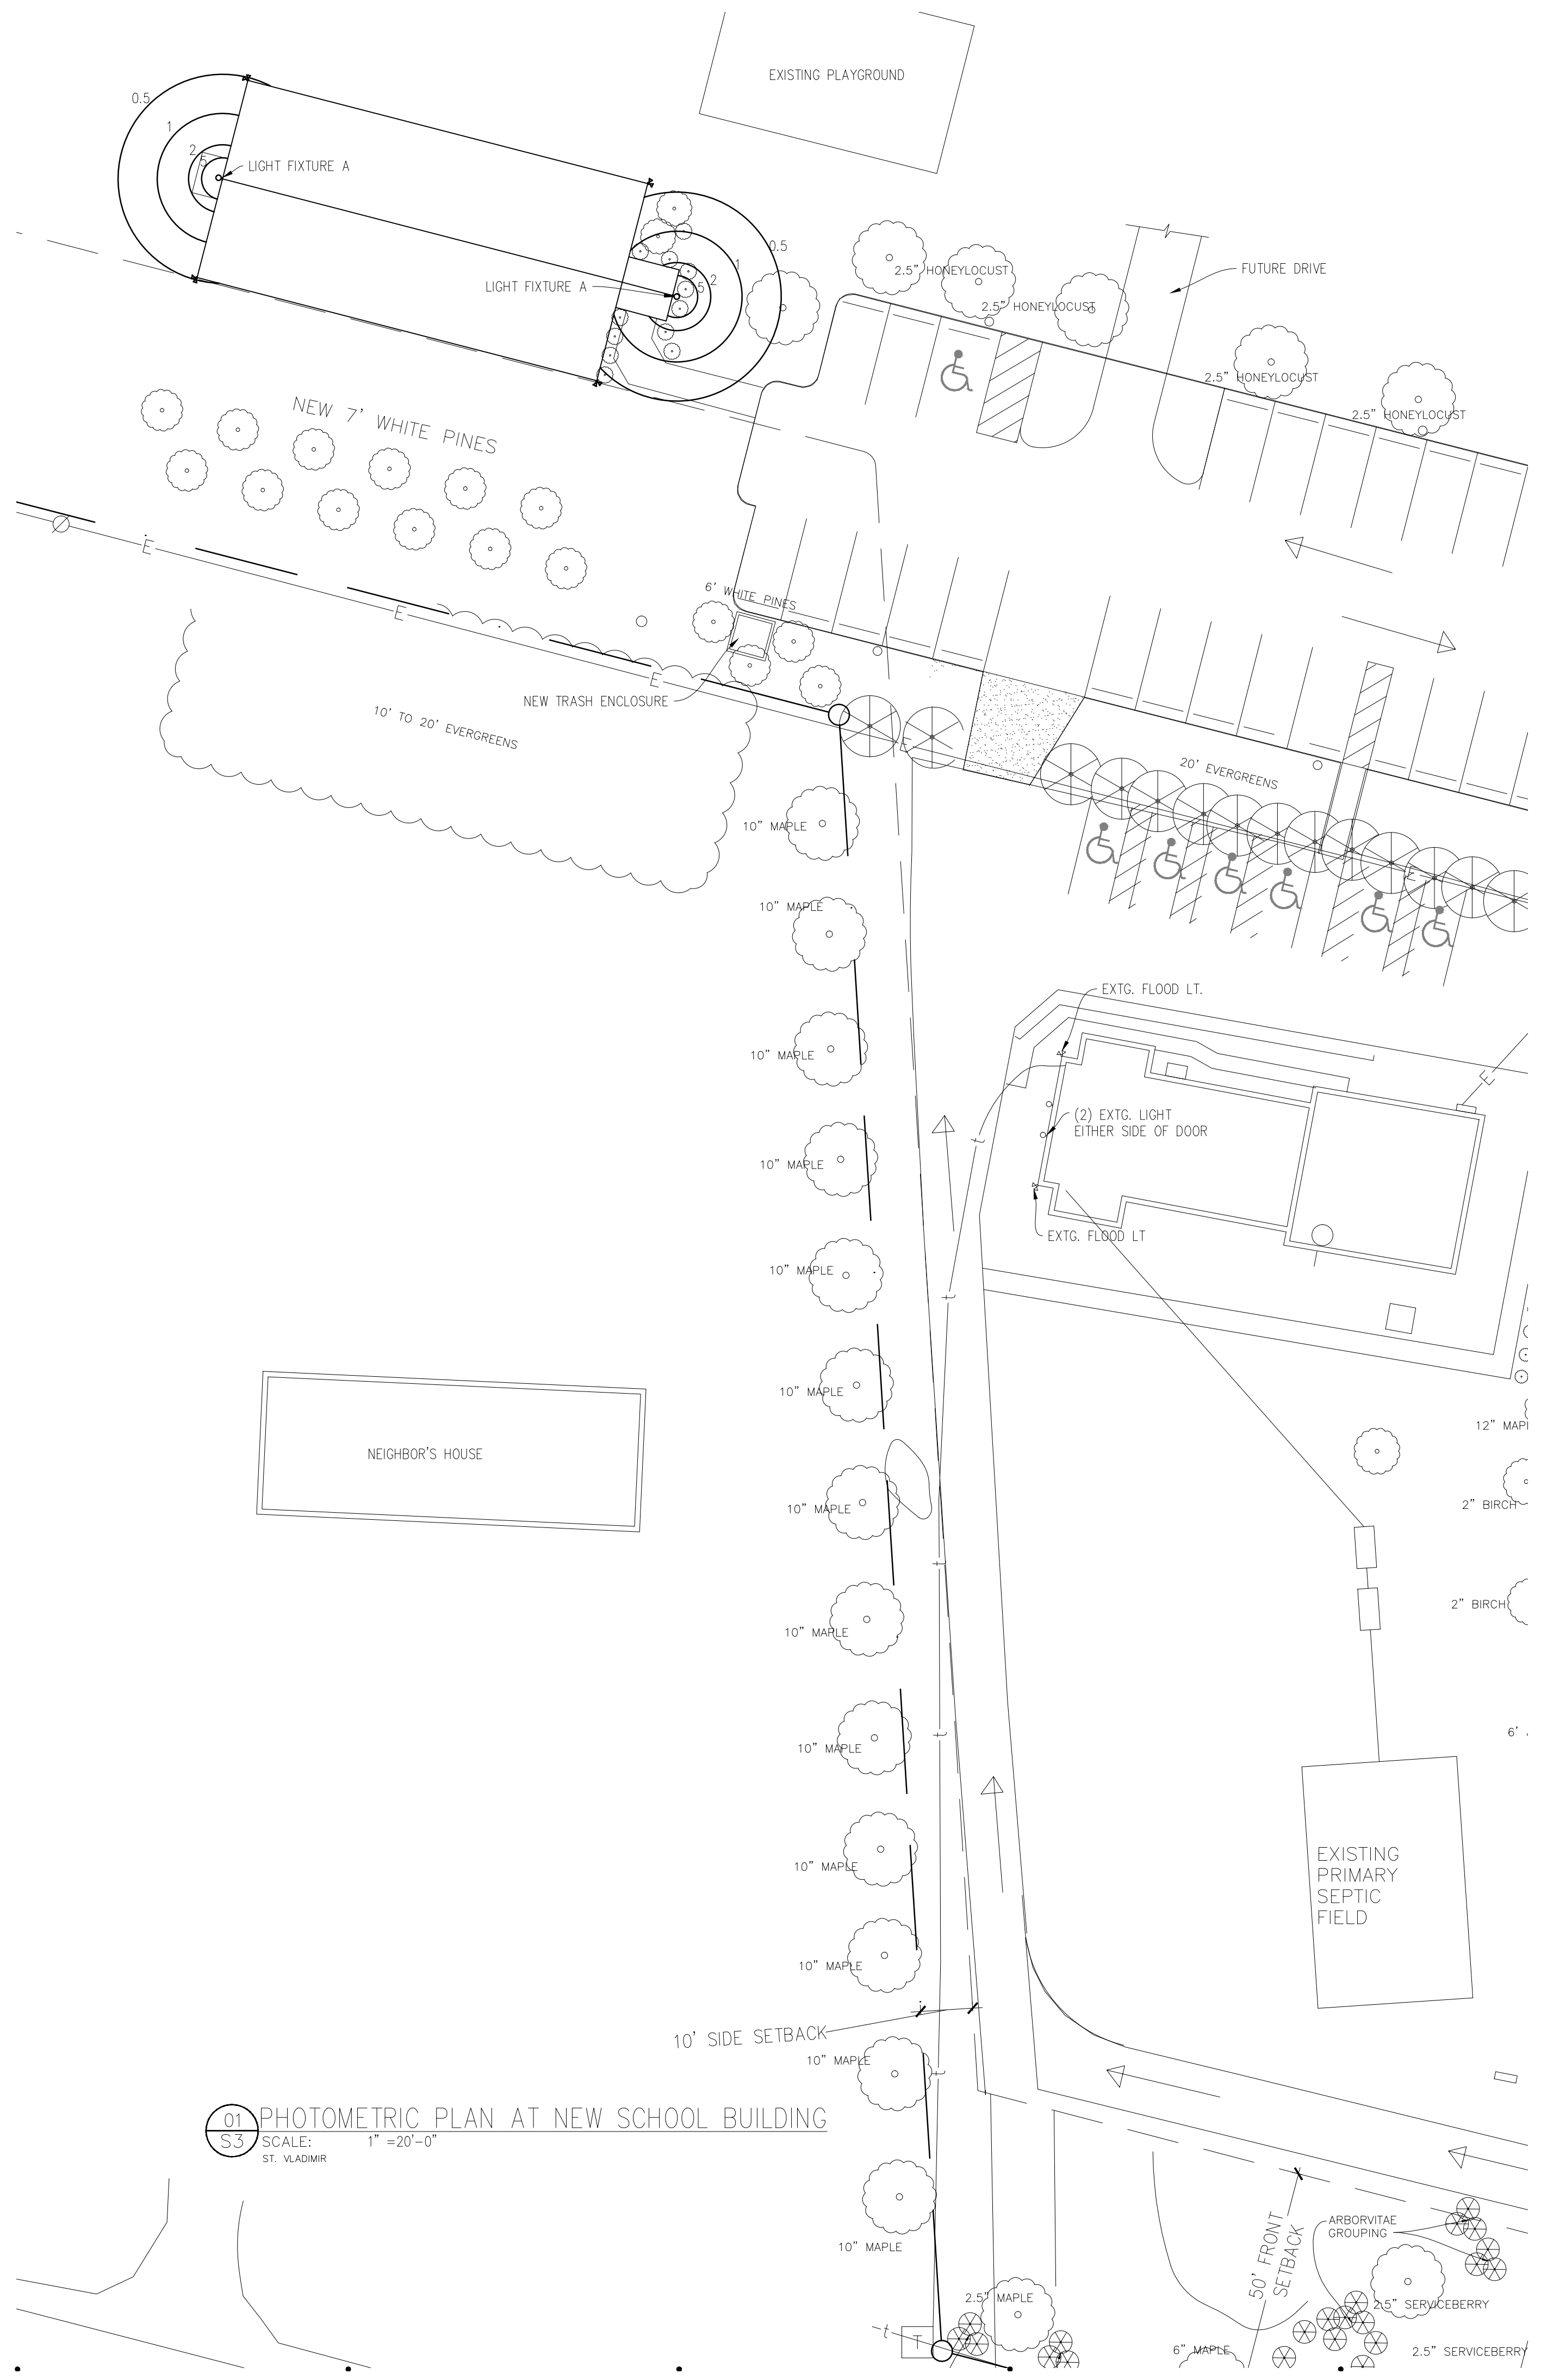 EXISTING PLAYGROUND
0.5
1
2
5
LIGHT FIXTURE A
LIGHT FIXTURE A
0.5
1
2
5
2.5" HONEYLOCUST
2.5" HONEYLOCUST
FUTURE DRIVE
2.5" HONEYLOCUST
2.5" HONEYLOCUST
NEW 7' WHITE PINES
E
E
E
E
6' WHITE PINES
NEW TRASH ENCLOSURE
10' TO 20' EVERGREENS
20' EVERGREENS
10" MAPLE
10" MAPLE
10" MAPLE
10" MAPLE
10" MAPLE
10" MAPLE
10" MAPLE
10" MAPLE
10" MAPLE
10" MAPLE
10" MAPLE
EXTG. FLOOD LT.
(2) EXTG. LIGHT
EITHER SIDE OF DOOR
EXTG. FLOOD LT
E
t
t
t
t
t
NEIGHBOR'S HOUSE
12" MAPL
2" BIRCH
2" BIRCH
6'
EXISTING
PRIMARY
SEPTIC
FIELD
10' SIDE SETBACK
10" MAPLE
10" MAPLE
01
S3
PHOTOMETRIC PLAN AT NEW SCHOOL BUILDING
SCALE: 1" =20'-0"
ST. VLADIMIR
50' FRONT
SETBACK
ARBORVITAE
GROUPING
2.5" MAPLE
2.5" SERVICEBERRY
6" MAPLE
2.5" SERVICEBERRY
t
T